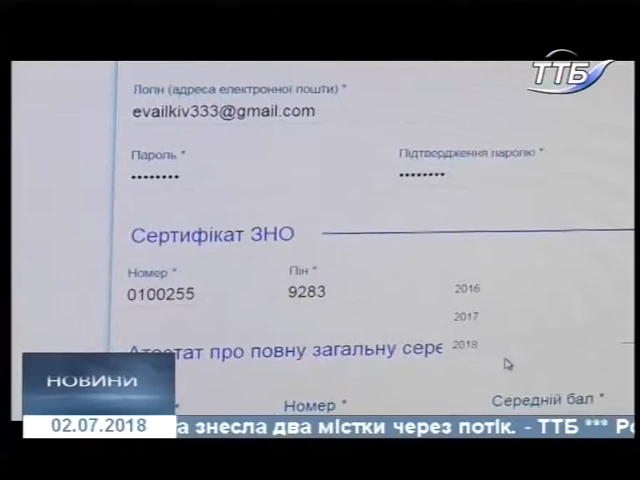 ТТБ
Логін (адреса електронної пошти) *
evailkiv333@gmail.com
Пароль *
Підтвердження паролю *
•••••••• ••••••••
Сертифікат ЗНО
Номер *
Пін *
0100255
9283
2016
2017
2018
Атестат про повну загальну сере
Номер *
Середній бал *
НОВИНИ
02.07.2018
та знесла два містки через потік. - ТТБ *** Ро